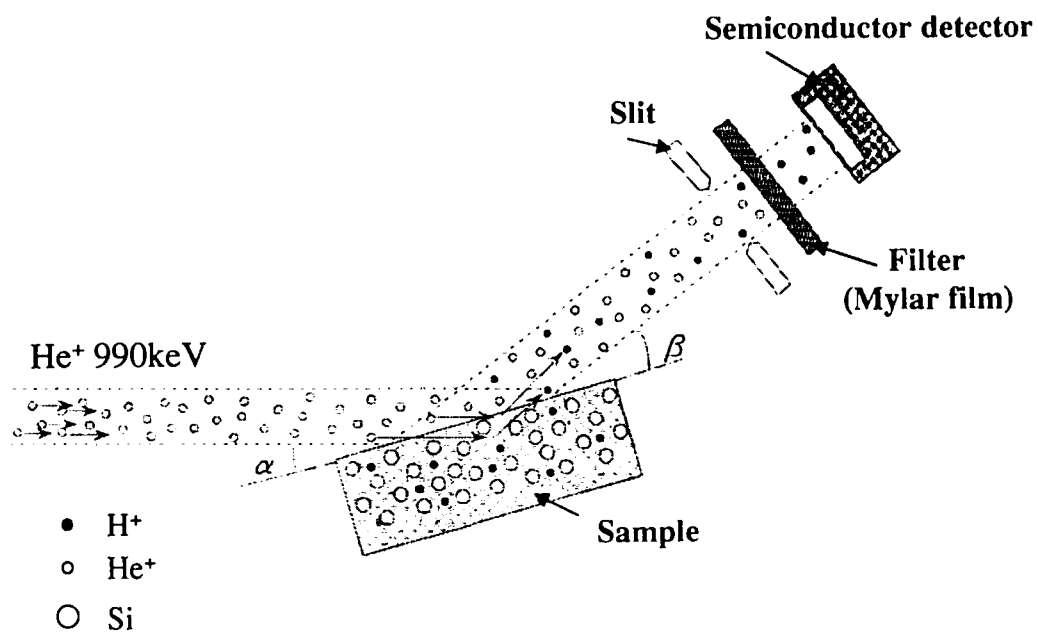 Semiconductor detector
Slit
Filter
(Mylar film)
He⁺ 990keV
β
α
Sample
H⁺
He⁺
Si